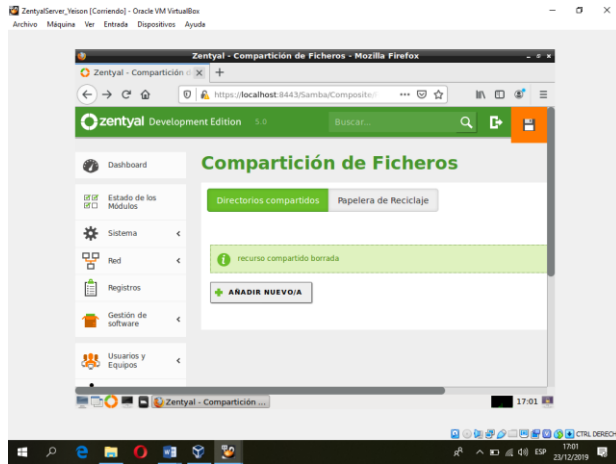 ZentyalServer_Yeison [Corriendo] - Oracle VM VirtualBox
Archivo Máquina Ver Entrada Dispositivos Ayuda
Zentyal - Compartición de Ficheros - Mozilla Firefox
Zentyal - Compartición
https://localhost:8443/Samba/Composite/
zentyal Development Edition 5.0
Buscar...
Dashboard
Compartición de Ficheros
Estado de los
Módulos
Directorios compartidos Papelera de Reciclaje
Sistema
Red
recurso compartido borrada
Registros
AÑADIR NUEVO/A
Gestión de
software
Usuarios y
Equipos
Zentyal - Compartición ...
17:01
CTRL DERECHO
ESP
17:01
23/12/2019